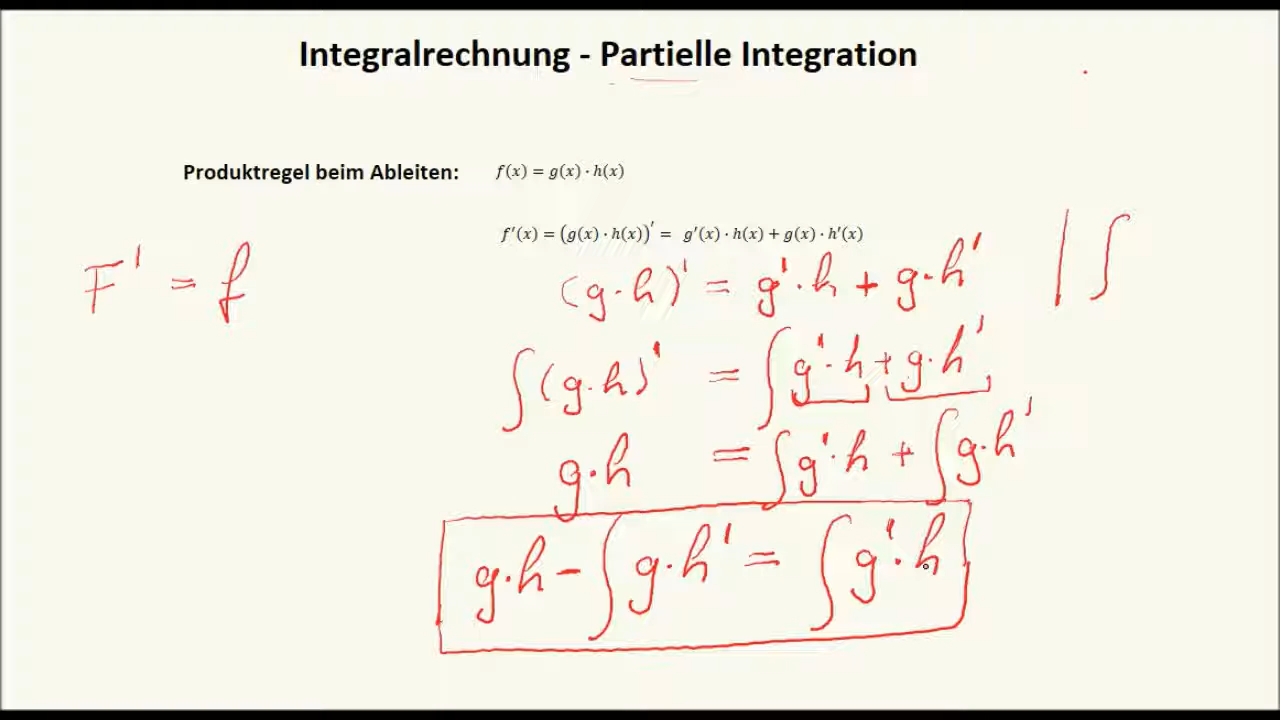 Integralrechnung - Partielle Integration
Produktregel beim Ableiten: f(x) = g(x) · h(x)
f'(x) = (g(x) · h(x))' = g'(x) · h(x) + g(x) · h'(x)
F' = f
(g·h)' = g'·h + g·h' | ∫
∫(g·h)' = ∫g'·h + g·h'
g·h = ∫g'·h + ∫g·h'
g·h - ∫g·h' = ∫g'·h